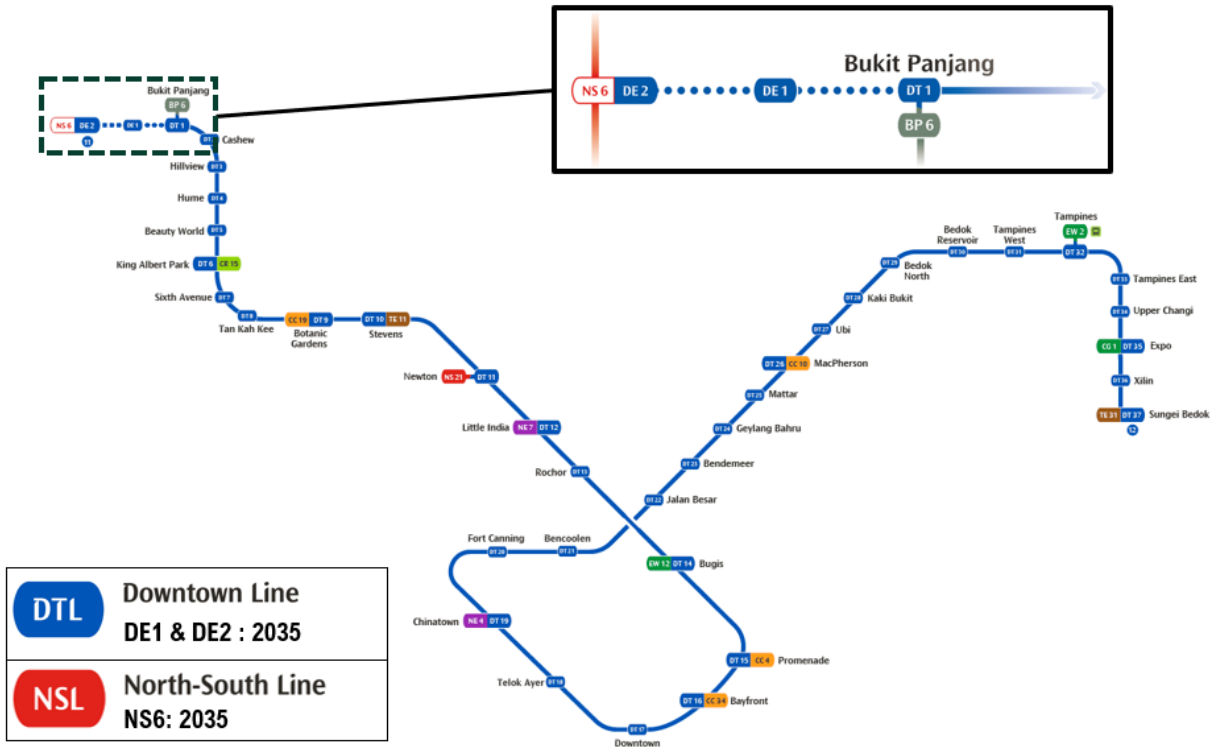 Bukit Panjang
NS 6 DE 2 DE 1 DT 1
BP 6
Bukit Panjang
BP 6
NS 6 DE 2 DE 1 DT 1
11
Cashew
Hillview DT 3
Hume DT 4
Beauty World DT 5
King Albert Park DT 6 CE 15
Sixth Avenue DT 7
DT 8
Tan Kah Kee
CC 19 DT 9
Botanic
Gardens
DT 10 TE 11
Stevens
Newton NS 21 DT 11
Little India NE 7 DT 12
Rochor DT 13
EW 12 DT 14 Bugis
DT 15 CC 4 Promenade
DT 16 CC 34 Bayfront
DT 17
Downtown
Telok Ayer DT 18
Chinatown NE 4 DT 19
Fort Canning
DT 20
Bencoolen
DT 21
DT 22 Jalan Besar
DT 23 Bendemeer
DT 24 Geylang Bahru
DT 25 Mattar
DT 26 CC 10 MacPherson
DT 27 Ubi
DT 28 Kaki Bukit
DT 29
Bedok
North
Bedok
Reservoir
DT 30
Tampines
West
DT 31
Tampines
EW 2
DT 32
DT 33 Tampines East
DT 34 Upper Changi
CG 1 DT 35 Expo
DT 36 Xilin
TE 31 DT 37 Sungei Bedok
12
DTL Downtown Line
DE1 & DE2 : 2035
NSL North-South Line
NS6: 2035